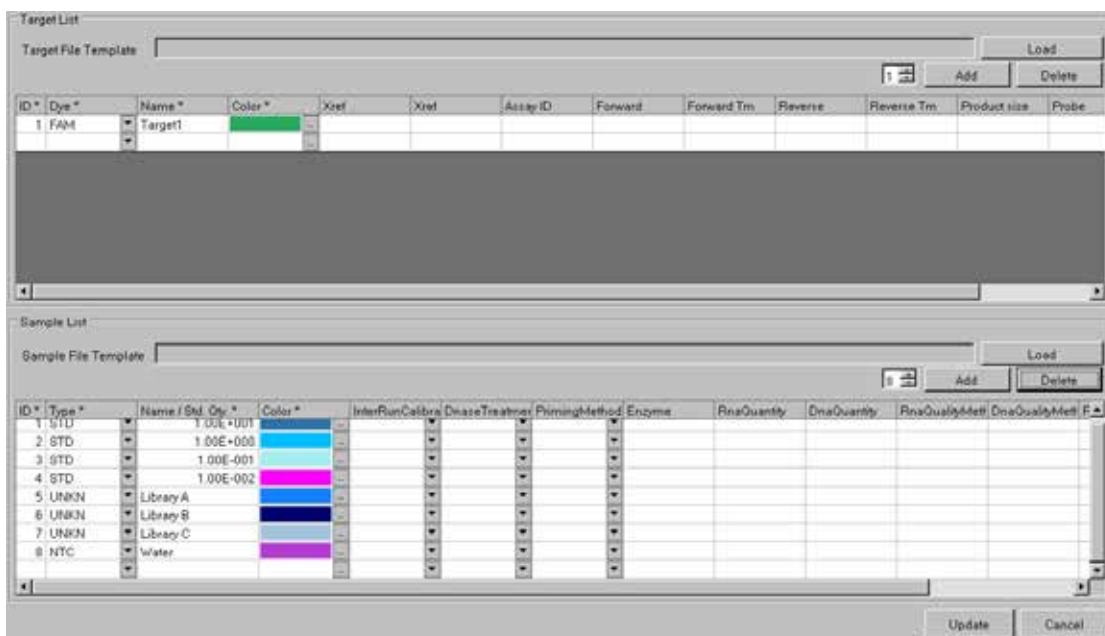 Target List
Target File Template Load
1 Add Delete
ID * Dye * Name * Color * Xref Xref Assay ID Forward Forward Tm Reverse Reverse Tm Product size Probe
1 FAM Target1 ...
...
Sample List
Sample File Template Load
8 Add Delete
ID * Type * Name / Std. Qty. * Color * InterRunCalibra DnaseTreatmer PrimingMethod Enzyme RnaQuantity DnaQuantity RnaQualityMetl DnaQualityMetl F
1 STD 1.00E+001 ...
2 STD 1.00E+000 ...
3 STD 1.00E-001 ...
4 STD 1.00E-002 ...
5 UNKN Library A ...
6 UNKN Library B ...
7 UNKN Library C ...
8 NTC Water ...
...
Update Cancel